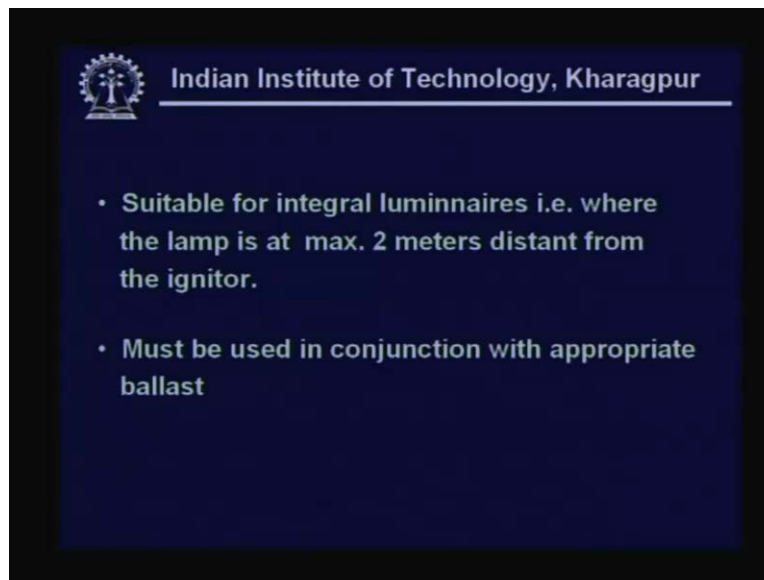 Indian Institute of Technology, Kharagpur
• Suitable for integral luminnaires i.e. where
the lamp is at max. 2 meters distant from
the ignitor.
• Must be used in conjunction with appropriate
ballast